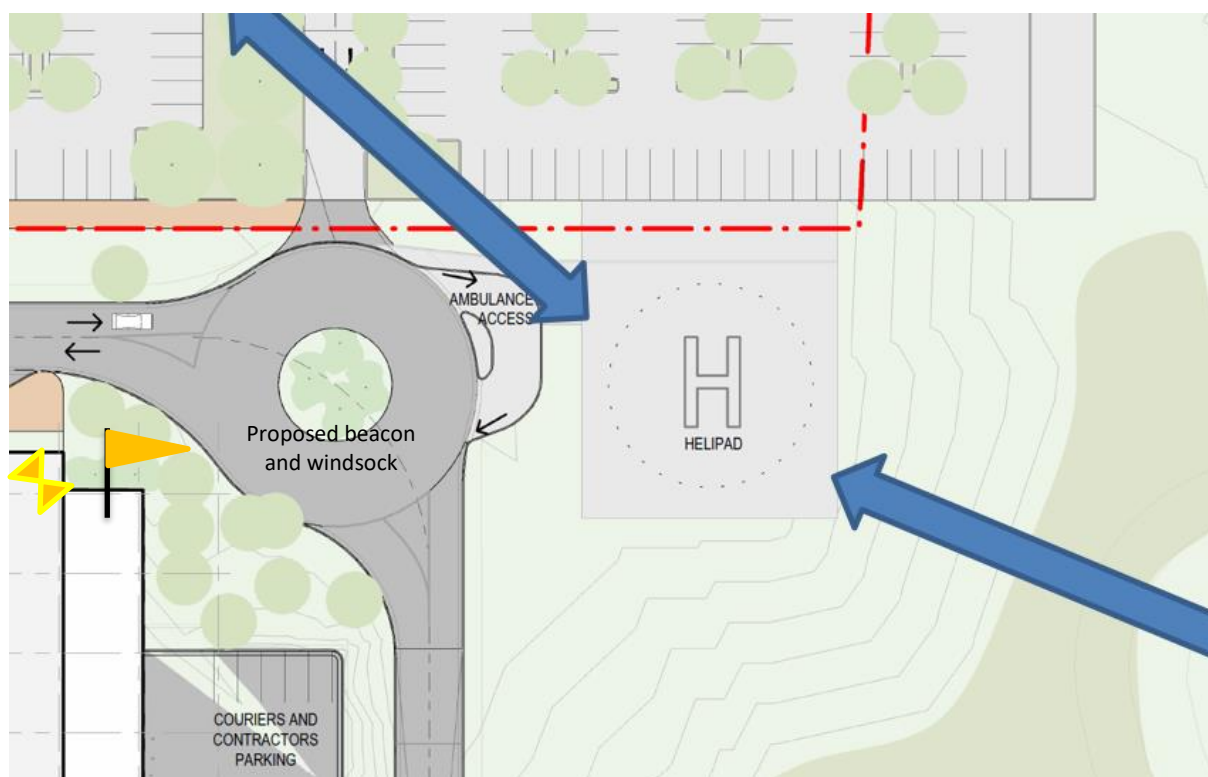 AMBULANCE
ACCESS
H
HELIPAD
Proposed beacon
and windsock
COURIERS AND
CONTRACTORS
PARKING